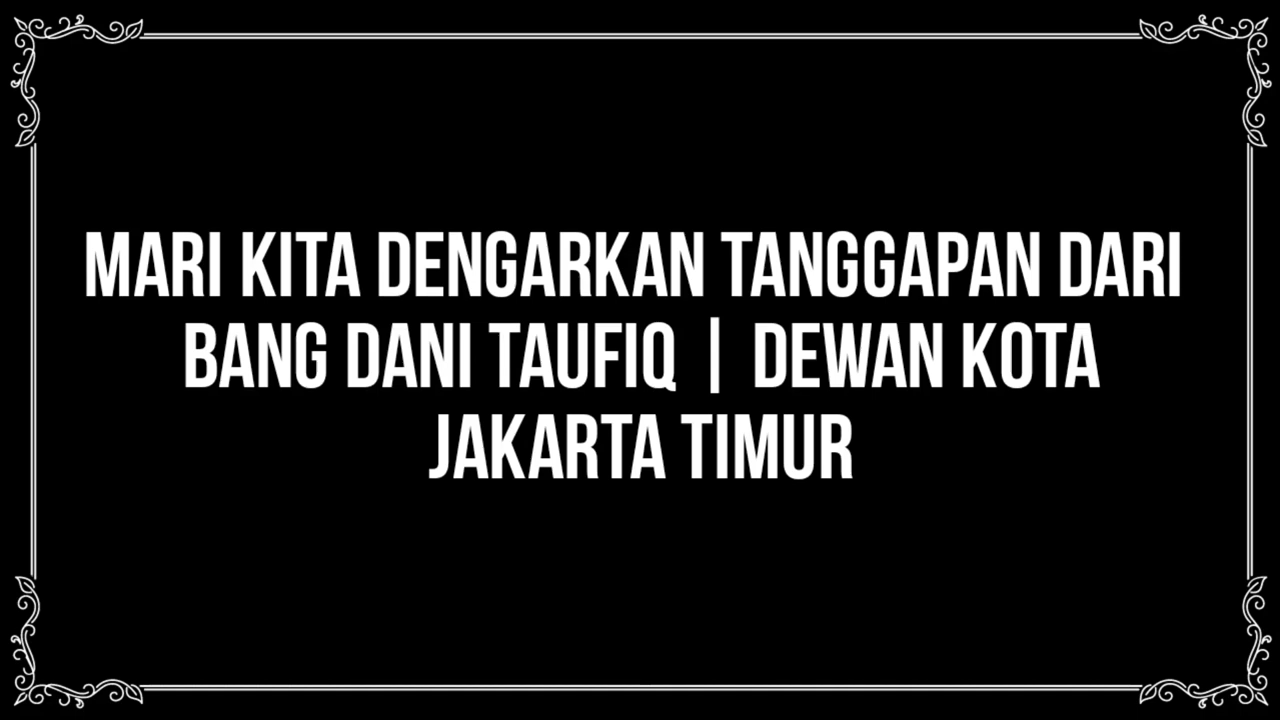 MARI KITA DENGARKAN TANGGAPAN DARI
BANG DANI TAUFIQ | DEWAN KOTA
JAKARTA TIMUR